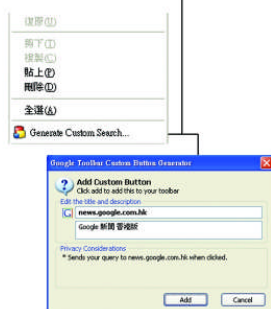 復原(U)
剪下(T)
複製(C)
貼上(P)
刪除(D)
全選(A)
Generate Custom Search...
Google Toolbar Custom Button Generator
Add Custom Button
Click add to add this to your toolbar
Edit the title and description
news.google.com.hk
Google 新聞 香港版
Privacy Considerations
* Sends your query to news.google.com.hk when clicked.
Add
Cancel